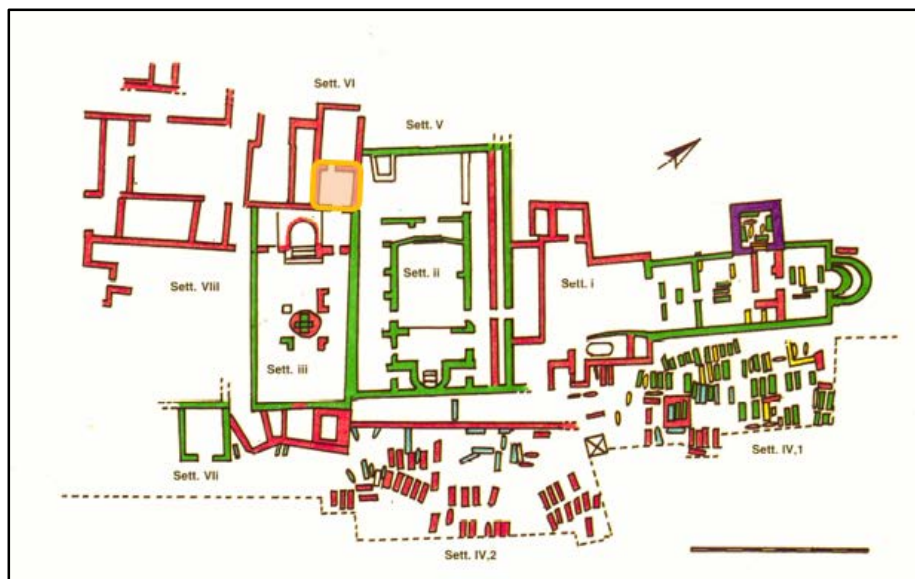 Sett. VI
Sett. V
Sett. ii
Sett. i
Sett. VIII
Sett. iii
Sett. VIi
Sett. IV,1
Sett. IV,2